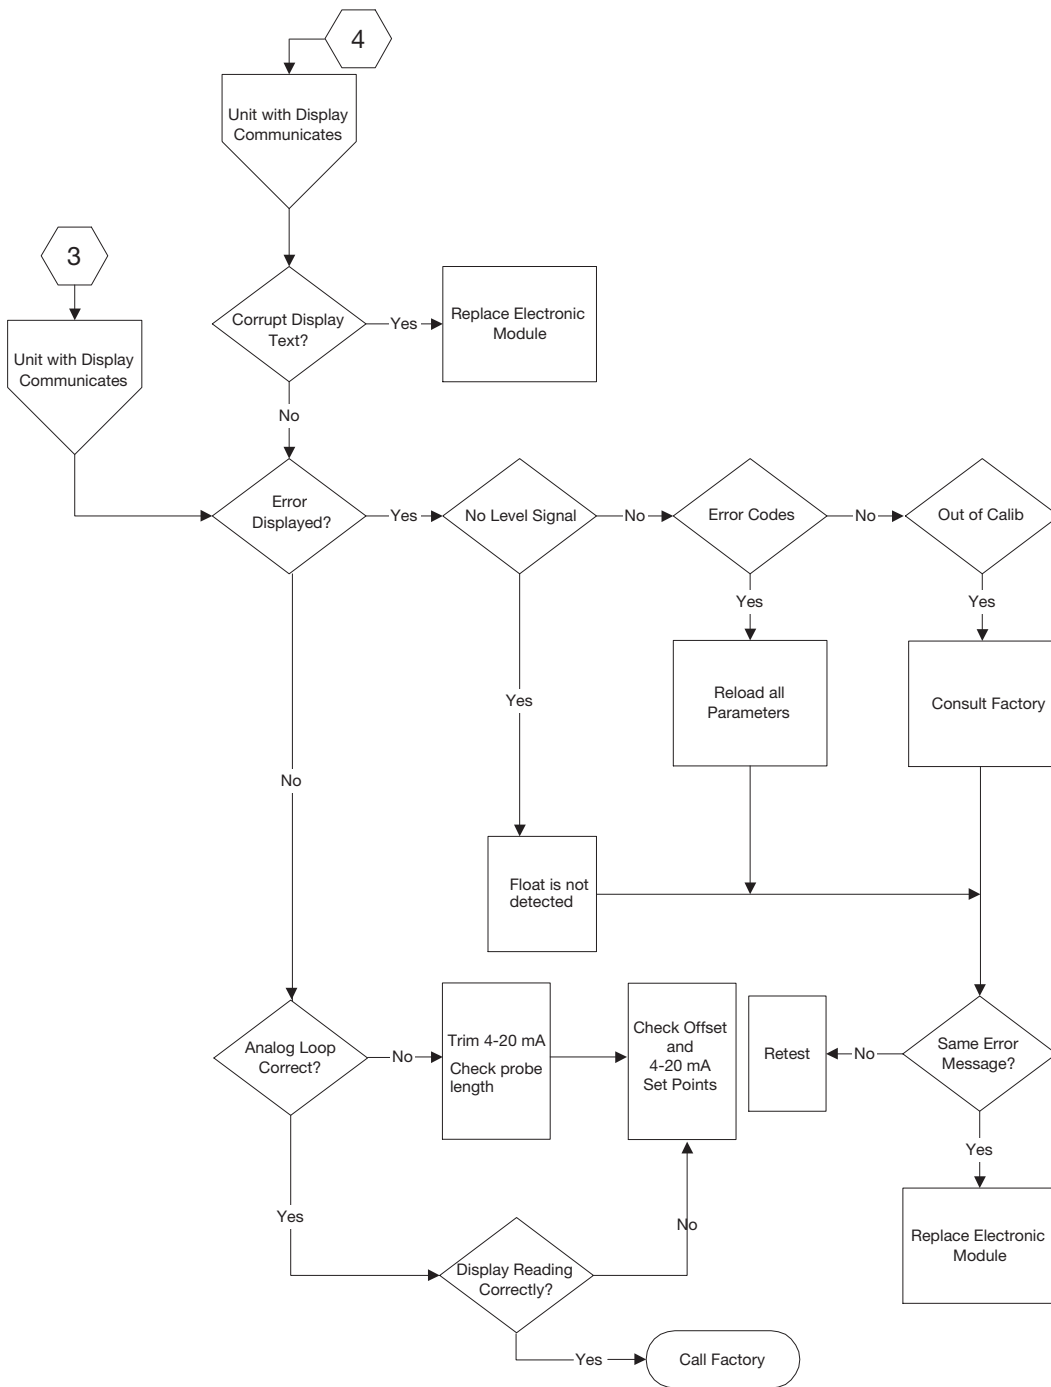 4
Unit with Display
Communicates
3
Corrupt Display
Text?
Yes
Replace Electronic
Module
Unit with Display
Communicates
No
Error
Displayed?
Yes
No Level Signal
No
Error Codes
No
Out of Calib
Yes
Yes
Yes
Reload all
Parameters
Consult Factory
No
Float is not
detected
Analog Loop
Correct?
No
Trim 4-20 mA
Check probe
length
Check Offset
and
4-20 mA
Set Points
Retest
No
Same Error
Message?
Yes
Yes
No
Replace Electronic
Module
Display Reading
Correctly?
Yes
Call Factory